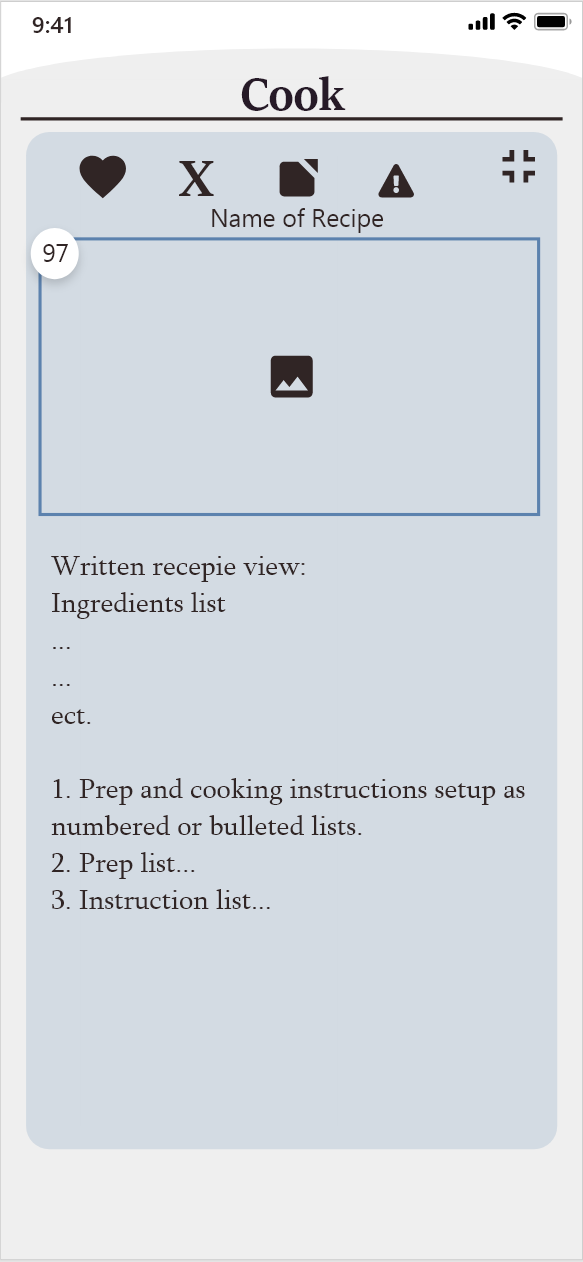 9:41
Cook
X
Name of Recipe
97
Written recepie view:
Ingredients list
...
...
ect.
1. Prep and cooking instructions setup as
numbered or bulleted lists.
2. Prep list...
3. Instruction list...